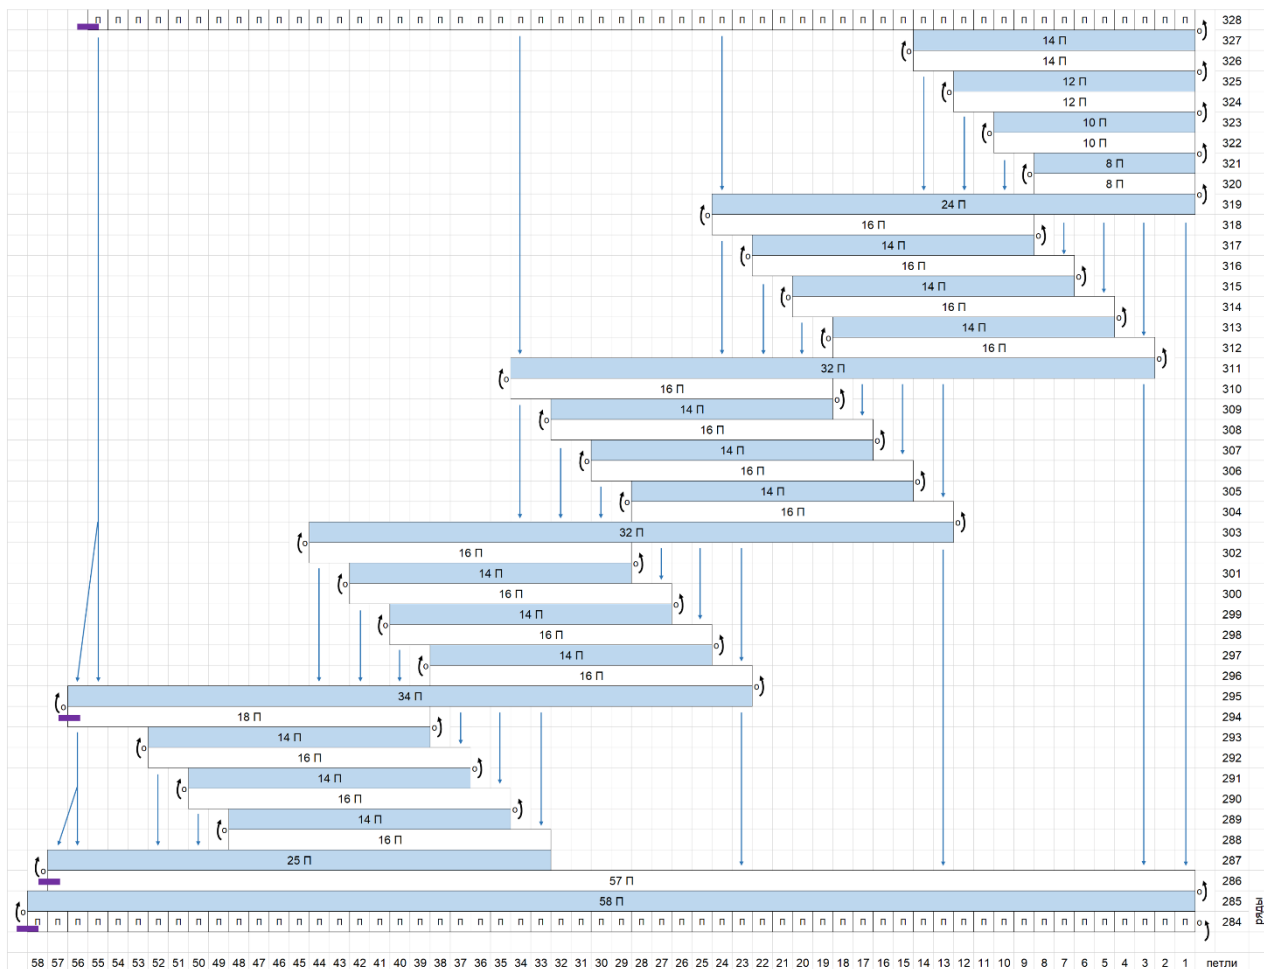 п п п п п п п п п п п п п п п п п п п п п п п п п п п п п п п п п п п п п п п п п п п п п п п п п п п п п п п 328
о
14 П 327
о
14 П 326
о
12 П 325
о
12 П 324
о
10 П 323
о
10 П 322
о
8 П 321
о
8 П 320
о
24 П 319
о
16 П 318
о
14 П 317
о
16 П 316
о
14 П 315
о
16 П 314
о
14 П 313
о
16 П 312
о
32 П 311
о
16 П 310
о
14 П 309
о
16 П 308
о
14 П 307
о
16 П 306
о
14 П 305
о
16 П 304
о
32 П 303
о
16 П 302
о
14 П 301
о
16 П 300
о
14 П 299
о
16 П 298
о
14 П 297
о
16 П 296
о
34 П 295
о
18 П 294
о
14 П 293
о
16 П 292
о
14 П 291
о
16 П 290
о
14 П 289
о
16 П 288
25 П 287
о
57 П 286
о
58 П 285
о
п п п п п п п п п п п п п п п п п п п п п п п п п п п п п п п п п п п п п п п п п п п п п п п п п п п п п п п п п п о 284
ряды
58 57 56 55 54 53 52 51 50 49 48 47 46 45 44 43 42 41 40 39 38 37 36 35 34 33 32 31 30 29 28 27 26 25 24 23 22 21 20 19 18 17 16 15 14 13 12 11 10 9 8 7 6 5 4 3 2 1 петли